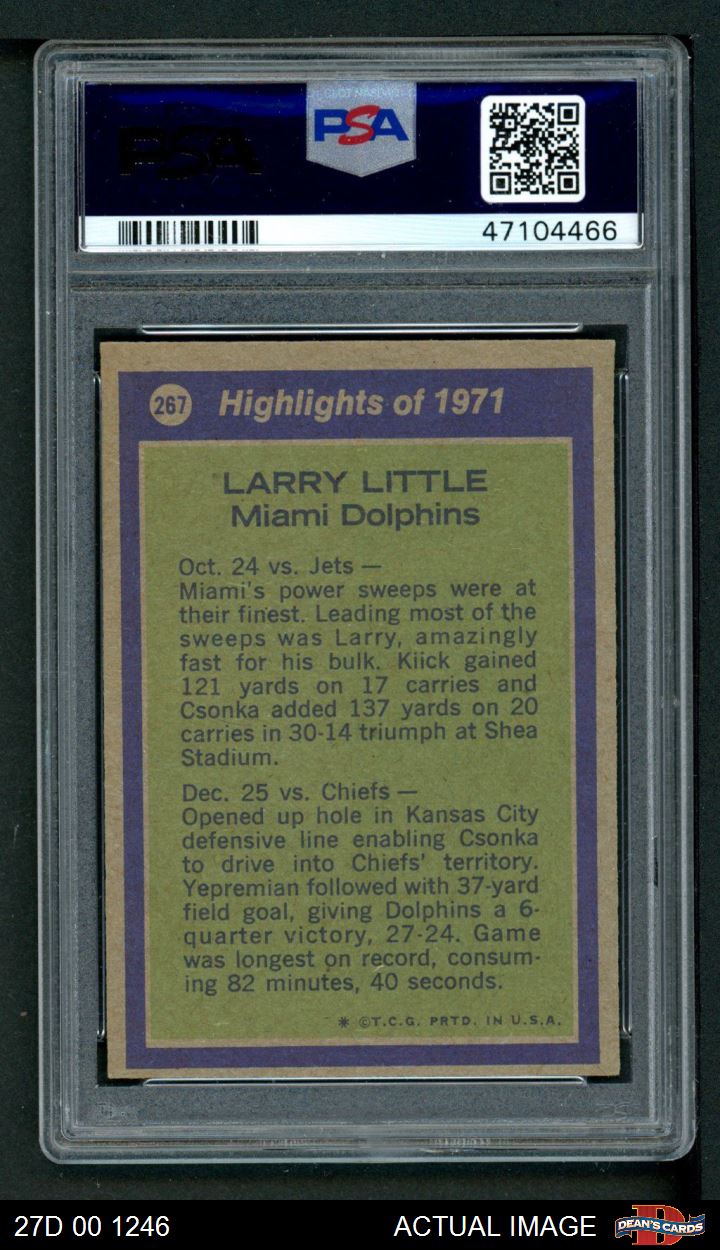 PSA
PSA
47104466
267 Highlights of 1971
LARRY LITTLE
Miami Dolphins
Oct. 24 vs. Jets —
Miami's power sweeps were at
their finest. Leading most of the
sweeps was Larry, amazingly
fast for his bulk. Kiick gained
121 yards on 17 carries and
Csonka added 137 yards on 20
carries in 30-14 triumph at Shea
Stadium.
Dec. 25 vs. Chiefs —
Opened up hole in Kansas City
defensive line enabling Csonka
to drive into Chiefs' territory.
Yepremian followed with 37-yard
field goal, giving Dolphins a 6-
quarter victory, 27-24. Game
was longest on record, consum-
ing 82 minutes, 40 seconds.
* ©T.C.G. PRTD. IN U.S.A.
27D 00 1246 ACTUAL IMAGE DEAN'S CARDS